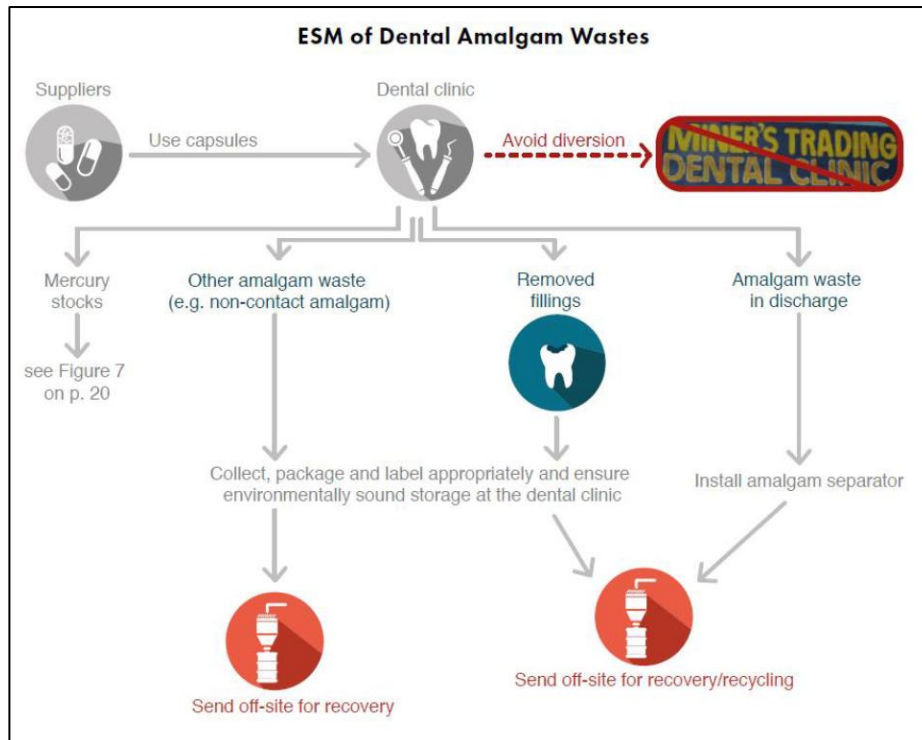 ESM of Dental Amalgam Wastes
Suppliers
Dental clinic
Use capsules
Avoid diversion
MINER'S TRADING
DENTAL CLINIC
Mercury
stocks
Other amalgam waste
(e.g. non-contact amalgam)
Removed
fillings
Amalgam waste
in discharge
see Figure 7
on p. 20
Collect, package and label appropriately and ensure
environmentally sound storage at the dental clinic
Install amalgam separator
Send off-site for recovery
Send off-site for recovery/recycling